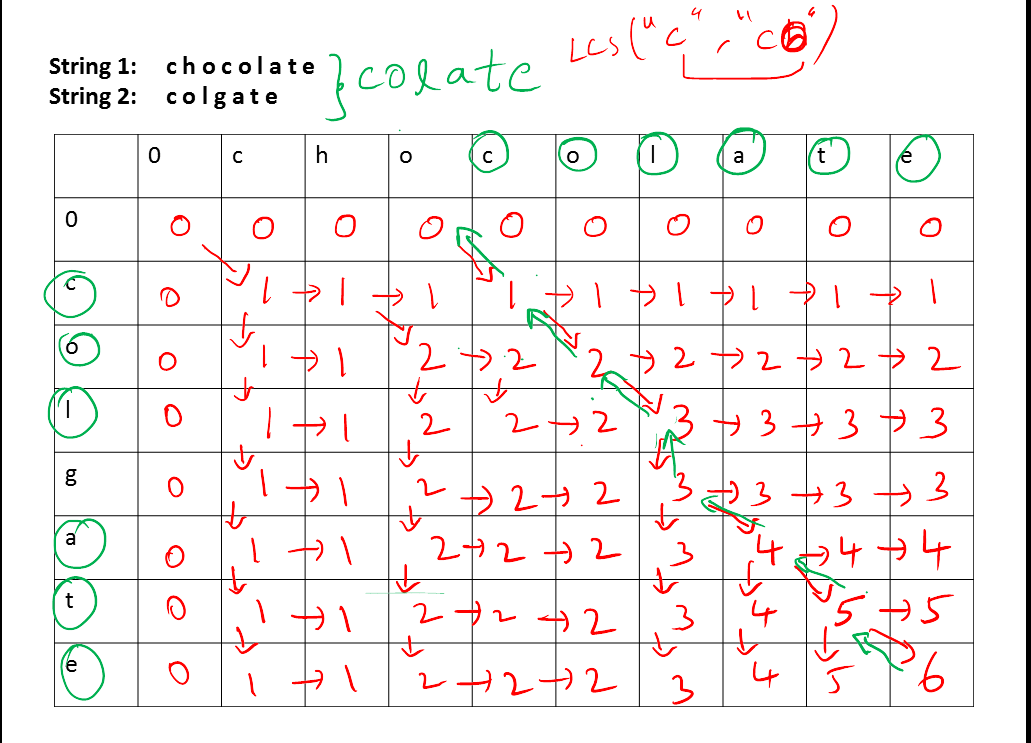 LCS("c", "co")
String 1: c h o c o l a t e
String 2: c o l g a t e
} colate
0 c h o c o l a t e
0 0 0 0 0 0 0 0 0 0 0
c 0 1 → 1 → 1 1 → 1 → 1 → 1 → 1 → 1
o 0 1 → 1 2 → 2 2 → 2 → 2 → 2 → 2
l 0 1 → 1 2 2 → 2 3 → 3 → 3 → 3
g 0 1 → 1 2 → 2 → 2 3 → 3 → 3 → 3
a 0 1 → 1 2 → 2 → 2 3 4 → 4 → 4
t 0 1 → 1 2 → 2 → 2 3 4 5 → 5
e 0 1 → 1 2 → 2 → 2 3 4 5 6